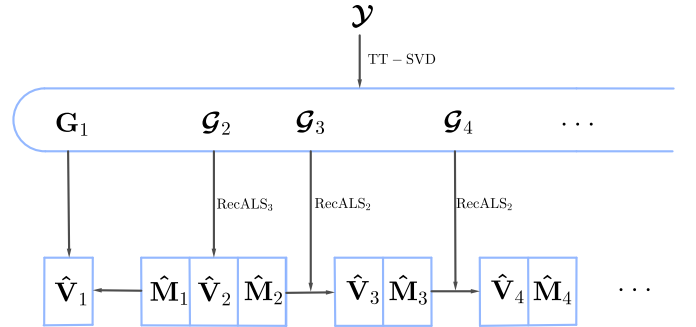 𝓨
TT − SVD
G₁ 𝓖₂ 𝓖₃ 𝓖₄ · · ·
RecALS₃ RecALS₂ RecALS₂
V̂₁ M̂₁ V̂₂ M̂₂ V̂₃ M̂₃ V̂₄ M̂₄ · · ·